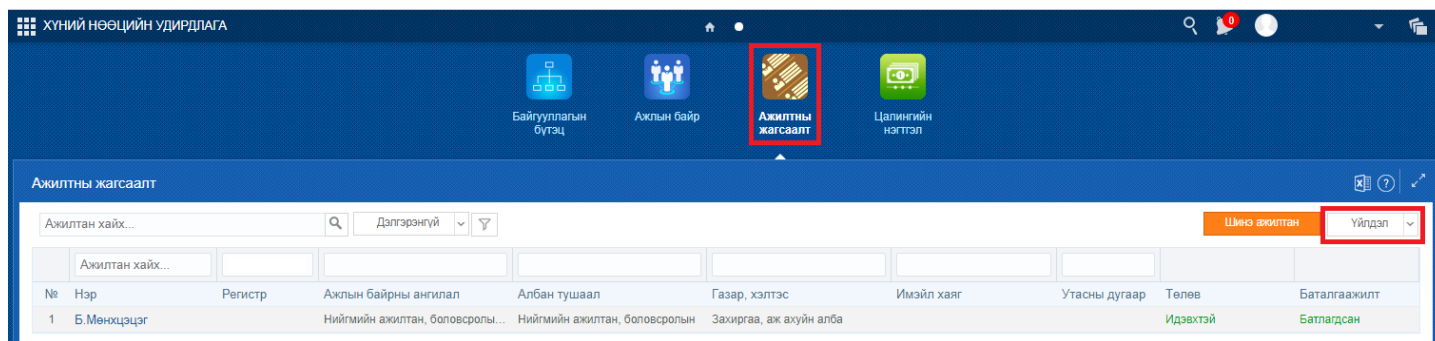 ХҮНИЙ НӨӨЦИЙН УДИРДЛАГА
0
Байгууллагын бүтэц
Ажлын байр
Ажилтны жагсаалт
Цалингийн нэгтгэл
Ажилтны жагсаалт
Ажилтан хайх...
Дэлгэрэнгүй
Шинэ ажилтан
Үйлдэл
Ажилтан хайх...
№ Нэр Регистр Ажлын байрны ангилал Албан тушаал Газар, хэлтэс Имэйл хаяг Утасны дугаар Төлөв Баталгаажилт
1 Б.Мөнхцэцэг Нийгмийн ажилтан, боловсролы... Нийгмийн ажилтан, боловсролын Захиргаа, аж ахуйн алба Идэвхтэй Батлагдсан